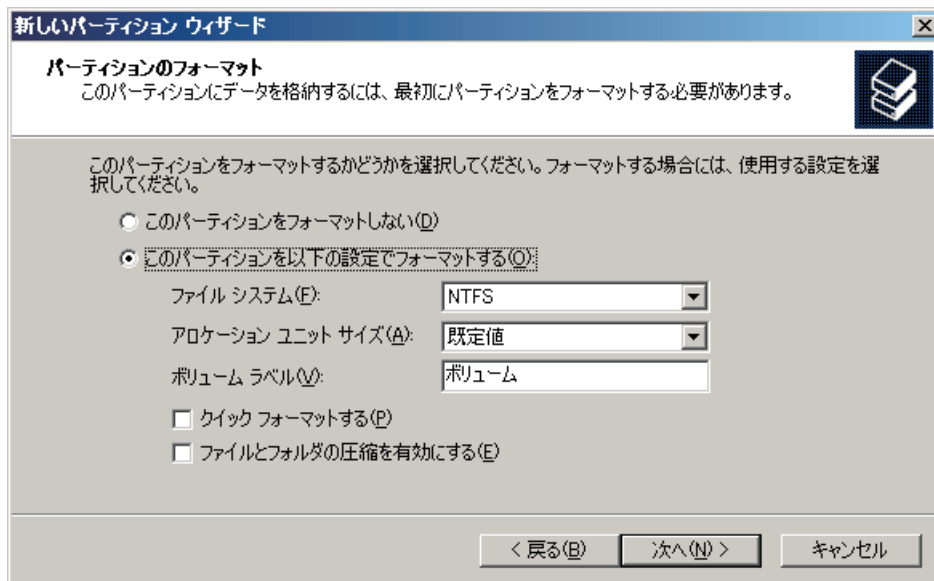 新しいパーティション ウィザード
パーティションのフォーマット
このパーティションにデータを格納するには、最初にパーティションをフォーマットする必要があります。
このパーティションをフォーマットするかどうかを選択してください。フォーマットする場合には、使用する設定を選
択してください。
このパーティションをフォーマットしない(D)
このパーティションを以下の設定でフォーマットする(O):
ファイル システム(F): NTFS
アロケーション ユニット サイズ(A): 既定値
ボリューム ラベル(V): ボリューム
クイック フォーマットする(P)
ファイルとフォルダの圧縮を有効にする(E)
< 戻る(B) 次へ(N) > キャンセル